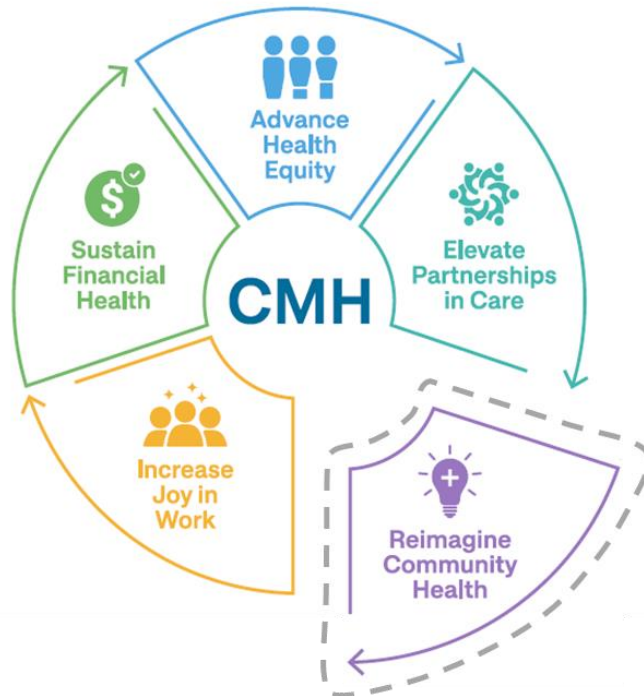 Advance
Health
Equity
Sustain
Financial
Health
Elevate
Partnerships
in Care
CMH
Increase
Joy in
Work
Reimagine
Community
Health